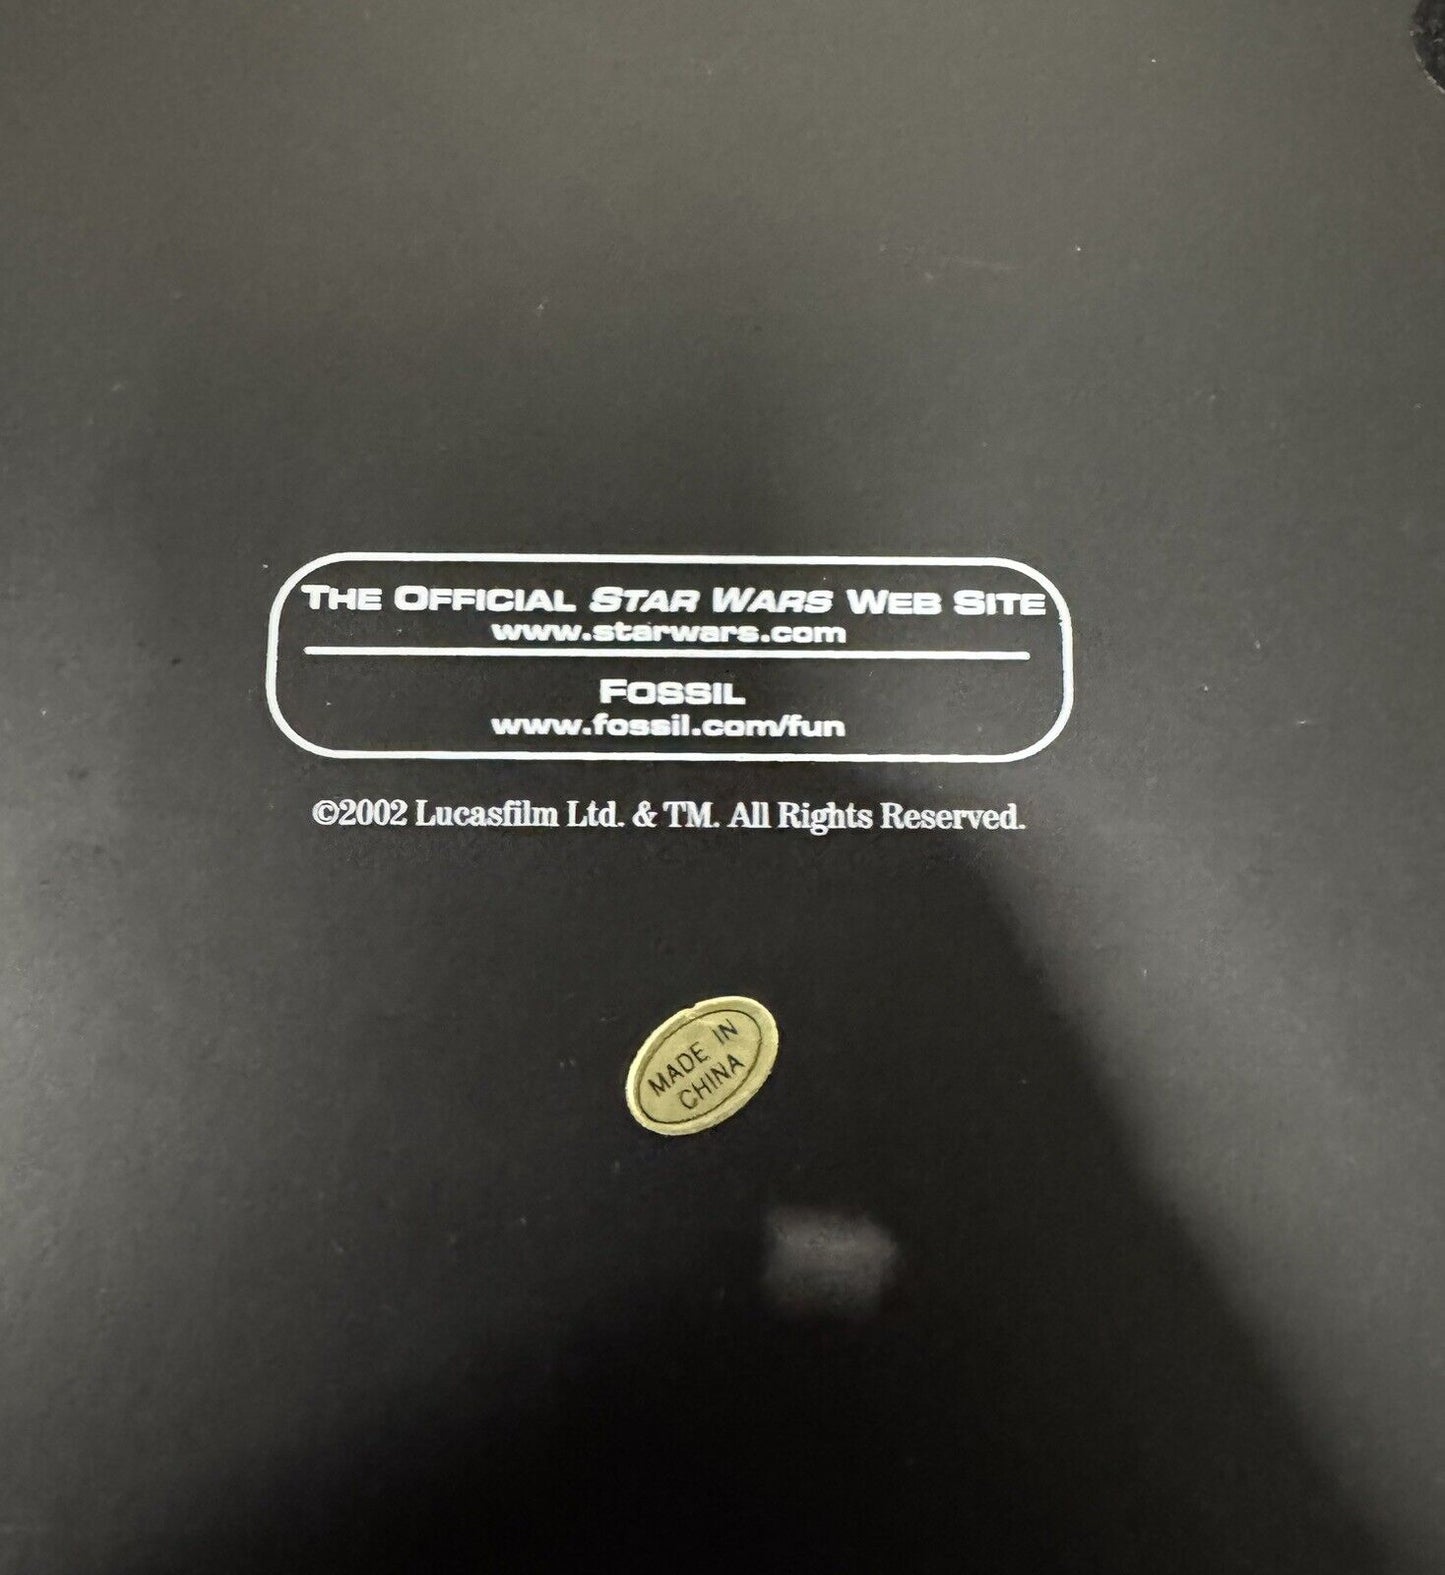 THE OFFICIAL STAR WARS WEB SITE
www.starwars.com
FOSSIL
www.fossil.com/fun
©2002 Lucasfilm Ltd. & TM. All Rights Reserved.
MADE IN
CHINA